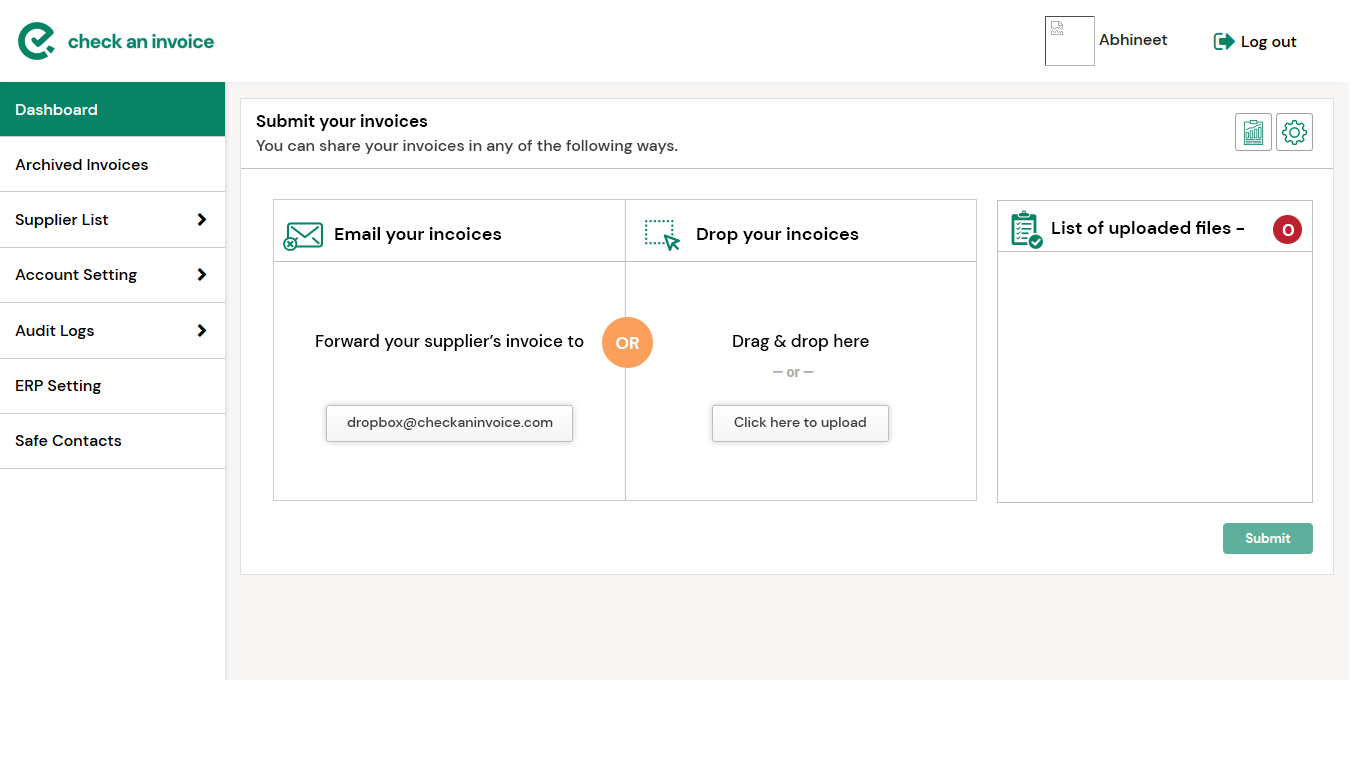 check an invoice
Abhineet
Log out
Dashboard
Archived Invoices
Supplier List
Account Setting
Audit Logs
ERP Setting
Safe Contacts
Submit your invoices
You can share your invoices in any of the following ways.
Email your incoices
Drop your incoices
List of uploaded files -
0
Forward your supplier’s invoice to
OR
Drag & drop here
— or —
dropbox@checkaninvoice.com
Click here to upload
Submit